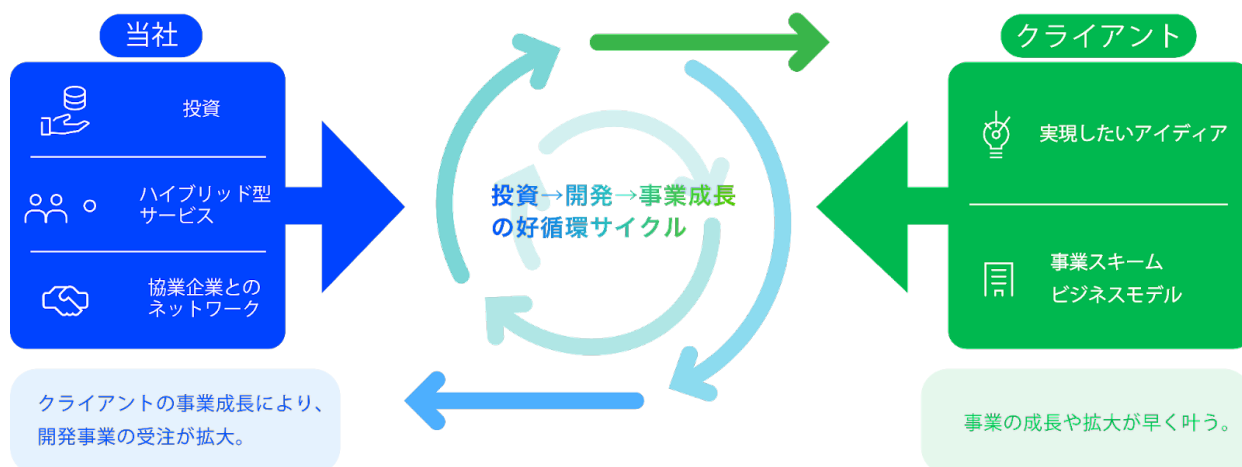 当社
投資
ハイブリッド型
サービス
協業企業との
ネットワーク
クライアントの事業成長により、
開発事業の受注が拡大。
投資→開発→事業成長
の好循環サイクル
クライアント
実現したいアイディア
事業スキーム
ビジネスモデル
事業の成長や拡大が早く叶う。